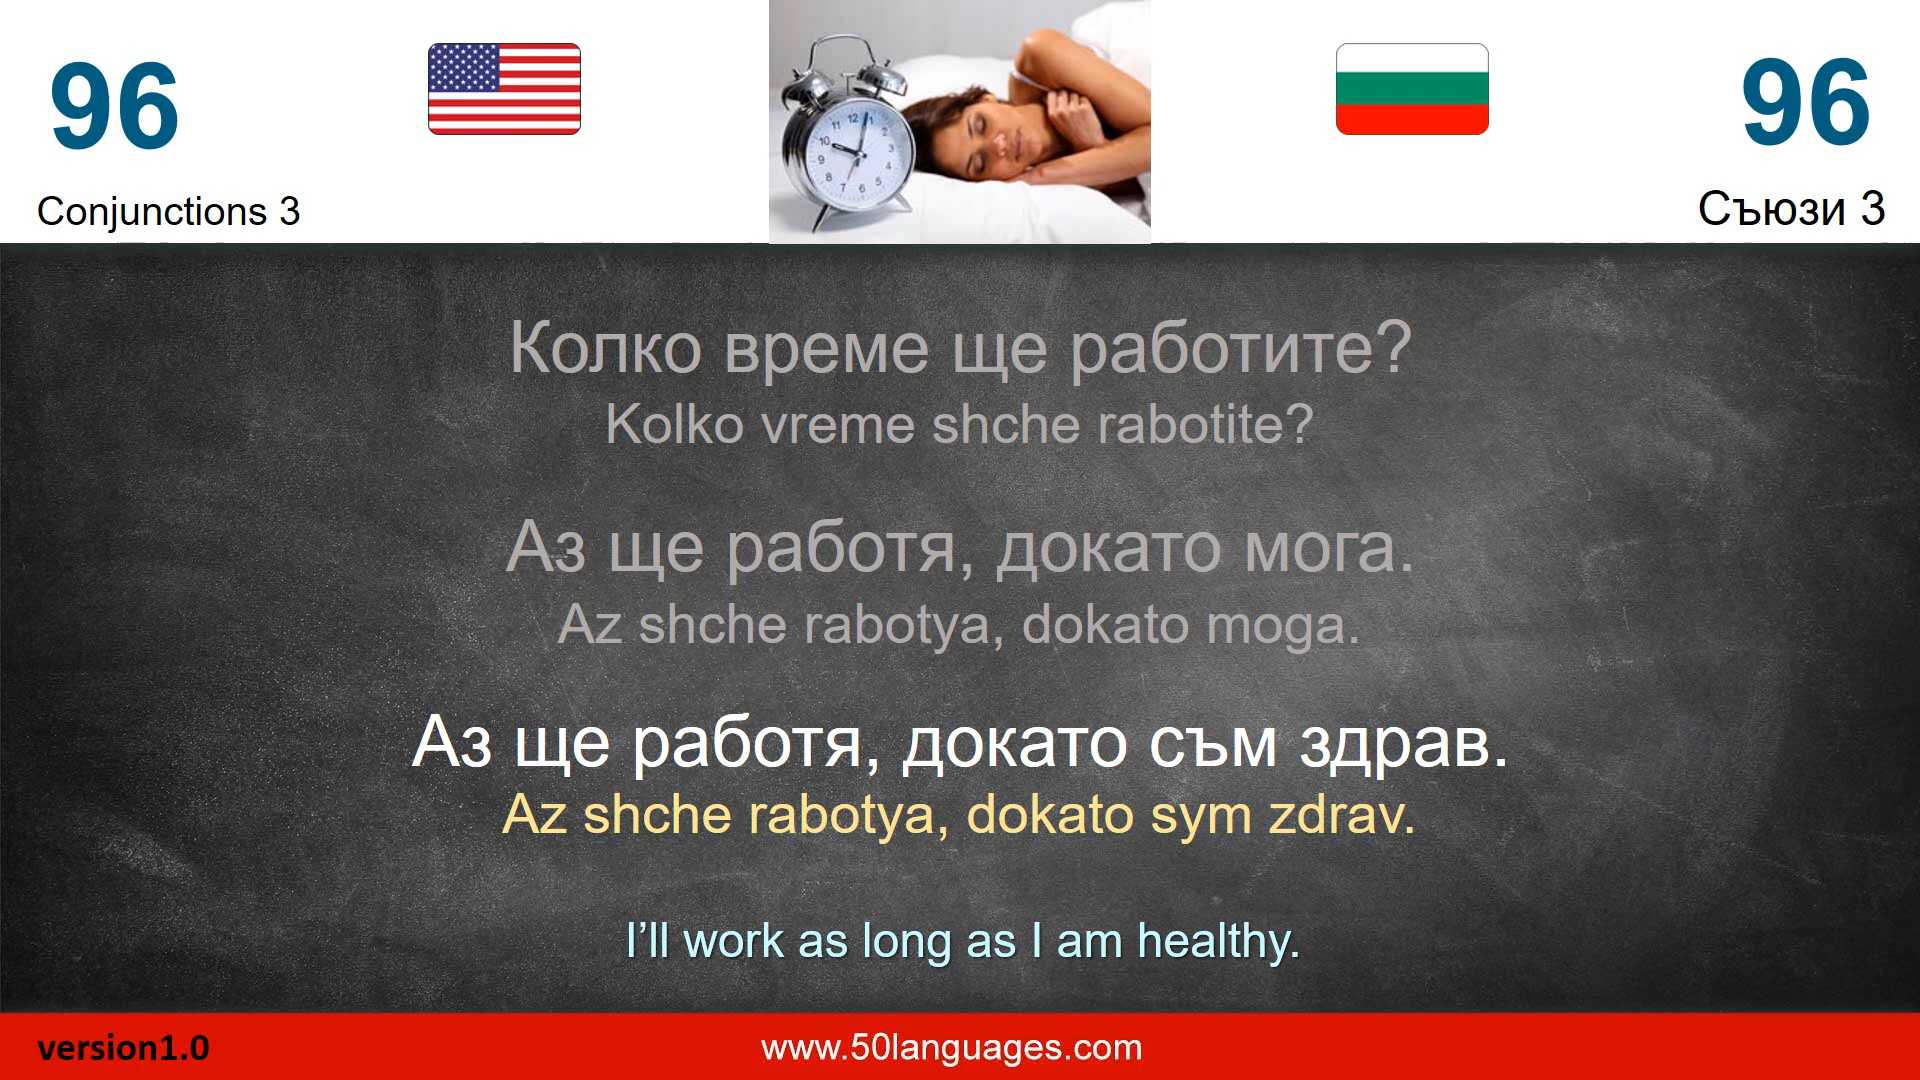 96
96
Conjunctions 3
Съюзи 3
Колко време ще работите?
Kolko vreme shche rabotite?
Аз ще работя, докато мога.
Az shche rabotya, dokato moga.
Аз ще работя, докато съм здрав.
Az shche rabotya, dokato sym zdrav.
I’ll work as long as I am healthy.
version1.0
www.50languages.com